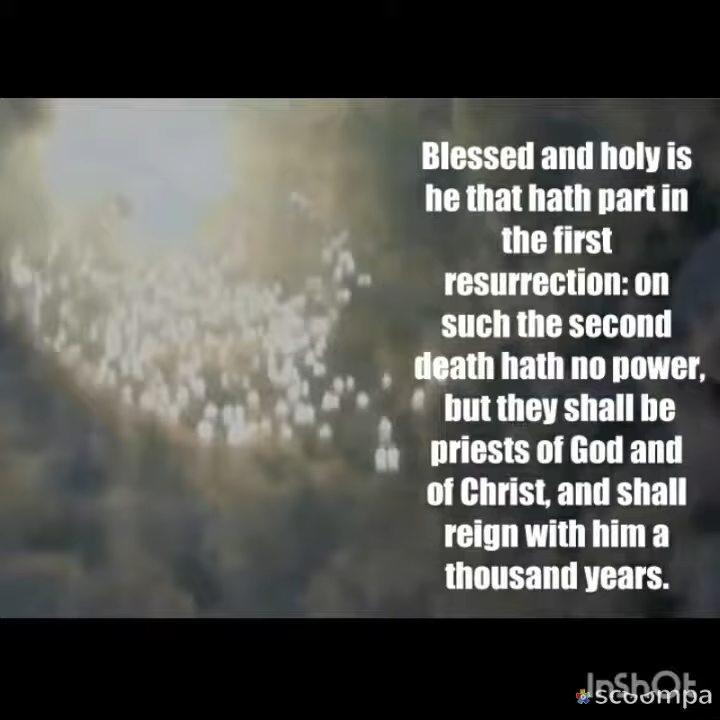 Blessed and holy is
he that hath part in
the first
resurrection: on
such the second
death hath no power,
but they shall be
priests of God and
of Christ, and shall
reign with him a
thousand years.
InShOt
scoompa